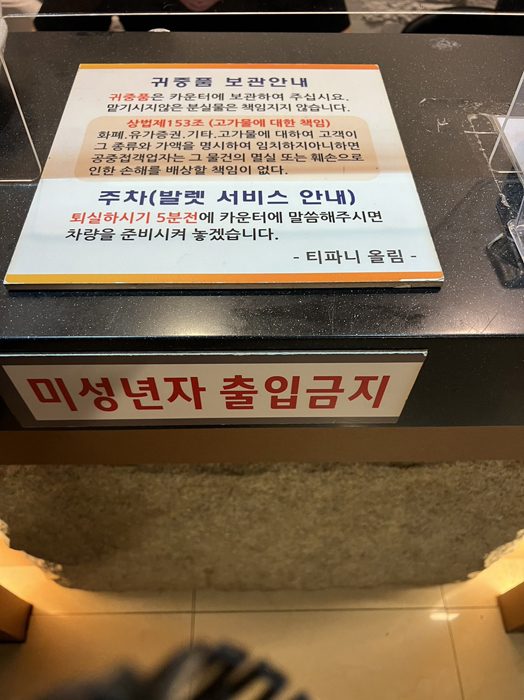 귀중품 보관안내
귀중품은 카운터에 보관하여 주십시요.
맡기시지않은 분실물은 책임지지 않습니다.
상법제153조 (고가물에 대한 책임)
화폐.유가증권.기타.고가물에 대하여 고객이
그 종류와 가액을 명시하여 임치하지아니하면
공중접객업자는 그 물건의 멸실 또는 훼손으로
인한 손해를 배상할 책임이 없다.
주차(발렛 서비스 안내)
퇴실하시기 5분전에 카운터에 말씀해주시면
차량을 준비시켜 놓겠습니다.
- 티파니 올림 -
미성년자 출입금지